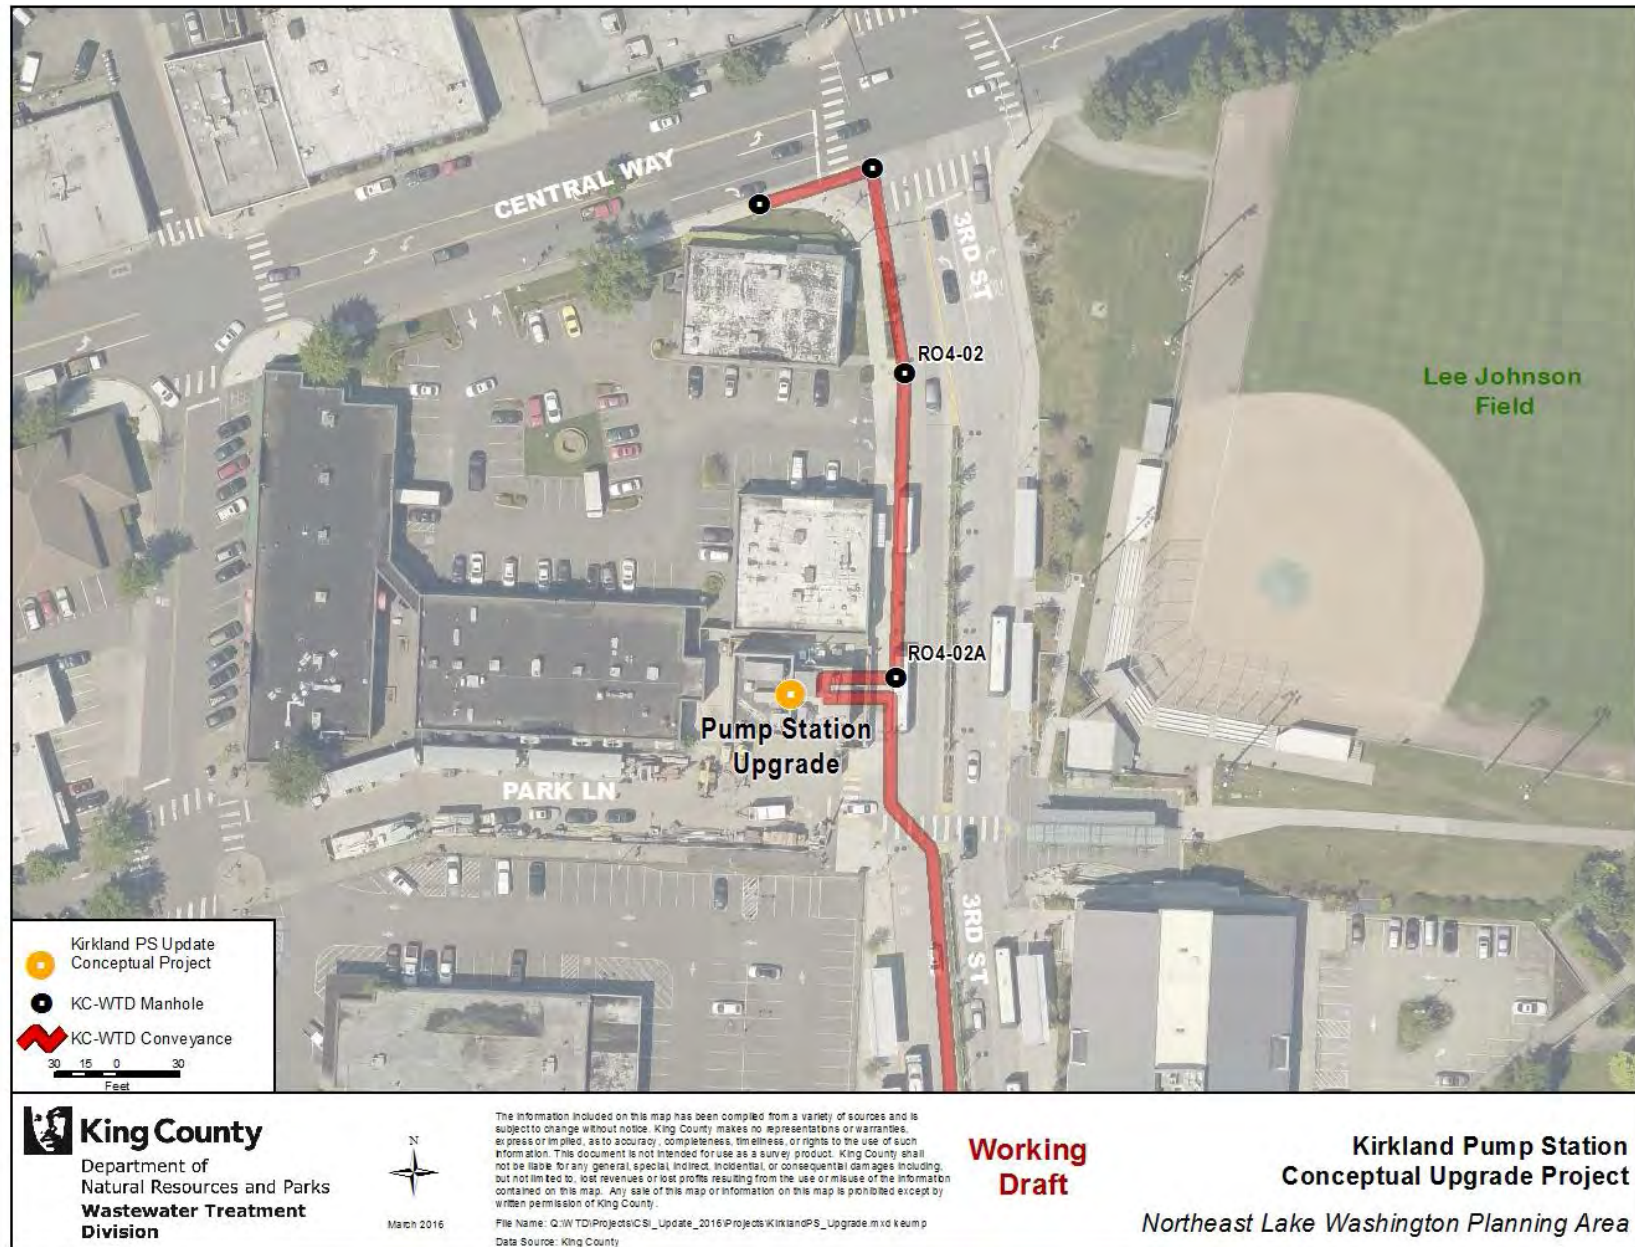 CENTRAL WAY
3RD ST
RO4-02
Lee Johnson
Field
RO4-02A
Pump Station
Upgrade
PARK LN
3RD ST
Kirkland PS Update
Conceptual Project
KC-WTD Manhole
KC-WTD Conveyance
30 15 0 30
Feet
King County
Department of
Natural Resources and Parks
Wastewater Treatment
Division
N
March 2016
The information included on this map has been compiled from a variety of sources and is
subject to change without notice. King County makes no representations or warranties,
express or implied, as to accuracy, completeness, timeliness, or rights to the use of such
information. This document is not intended for use as a survey product. King County shall
not be liable for any general, special, indirect, incidental, or consequential damages including,
but not limited to, lost revenues or lost profits resulting from the use or misuse of the information
contained on this map. Any sale of this map or information on this map is prohibited except by
written permission of King County.
File Name: Q:\WTD\Projects\CSI_Update_2016\Projects\KirklandPS_Upgrade.mxd keump
Data Source: King County
Working
Draft
Kirkland Pump Station
Conceptual Upgrade Project
Northeast Lake Washington Planning Area